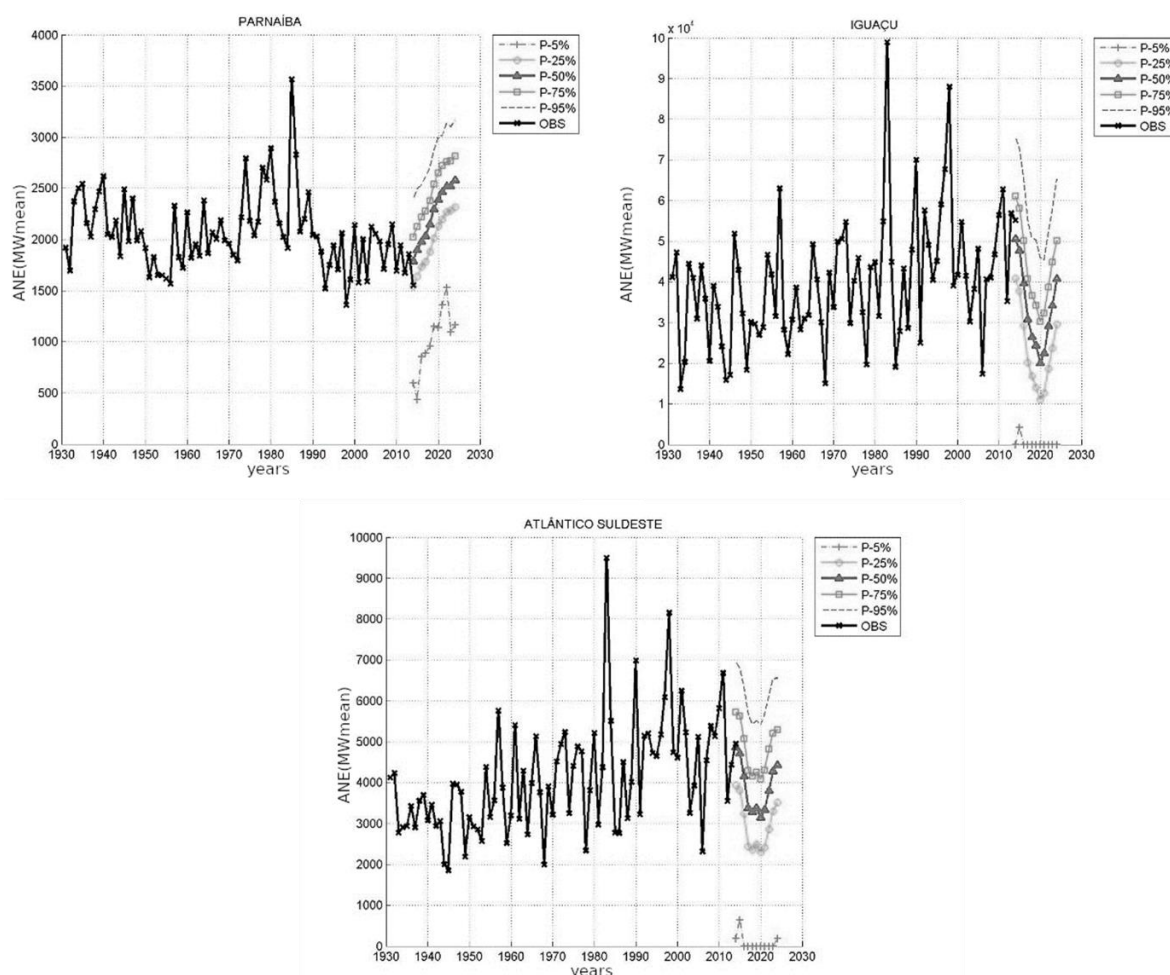 PARNAÍBA
4000
3500
3000
2500
2000
1500
1000
500
0
ANE(MWmean)
1930 1940 1950 1960 1970 1980 1990 2000 2010 2020 2030
years
P-5%
P-25%
P-50%
P-75%
P-95%
OBS
IGUAÇU
x 10⁴
10
9
8
7
6
5
4
3
2
1
0
ANE(MWmean)
1930 1940 1950 1960 1970 1980 1990 2000 2010 2020 2030
years
P-5%
P-25%
P-50%
P-75%
P-95%
OBS
ATLÂNTICO SULDESTE
10000
9000
8000
7000
6000
5000
4000
3000
2000
1000
0
ANE(MWmean)
1930 1940 1950 1960 1970 1980 1990 2000 2010 2020 2030
years
P-5%
P-25%
P-50%
P-75%
P-95%
OBS